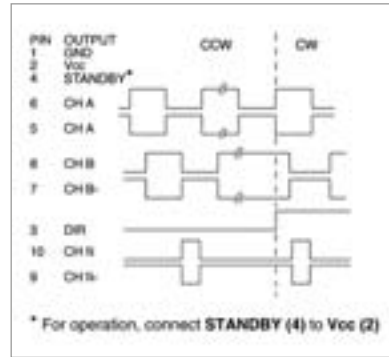 PIN OUTPUT CCW CW
1 GND
2 Vcc
4 STANDBY*
6 CH A
5 CH A
8 CH B
7 CH B-
3 DIR
10 CH I
9 CH I-
* For operation, connect STANDBY (4) to Vcc (2)